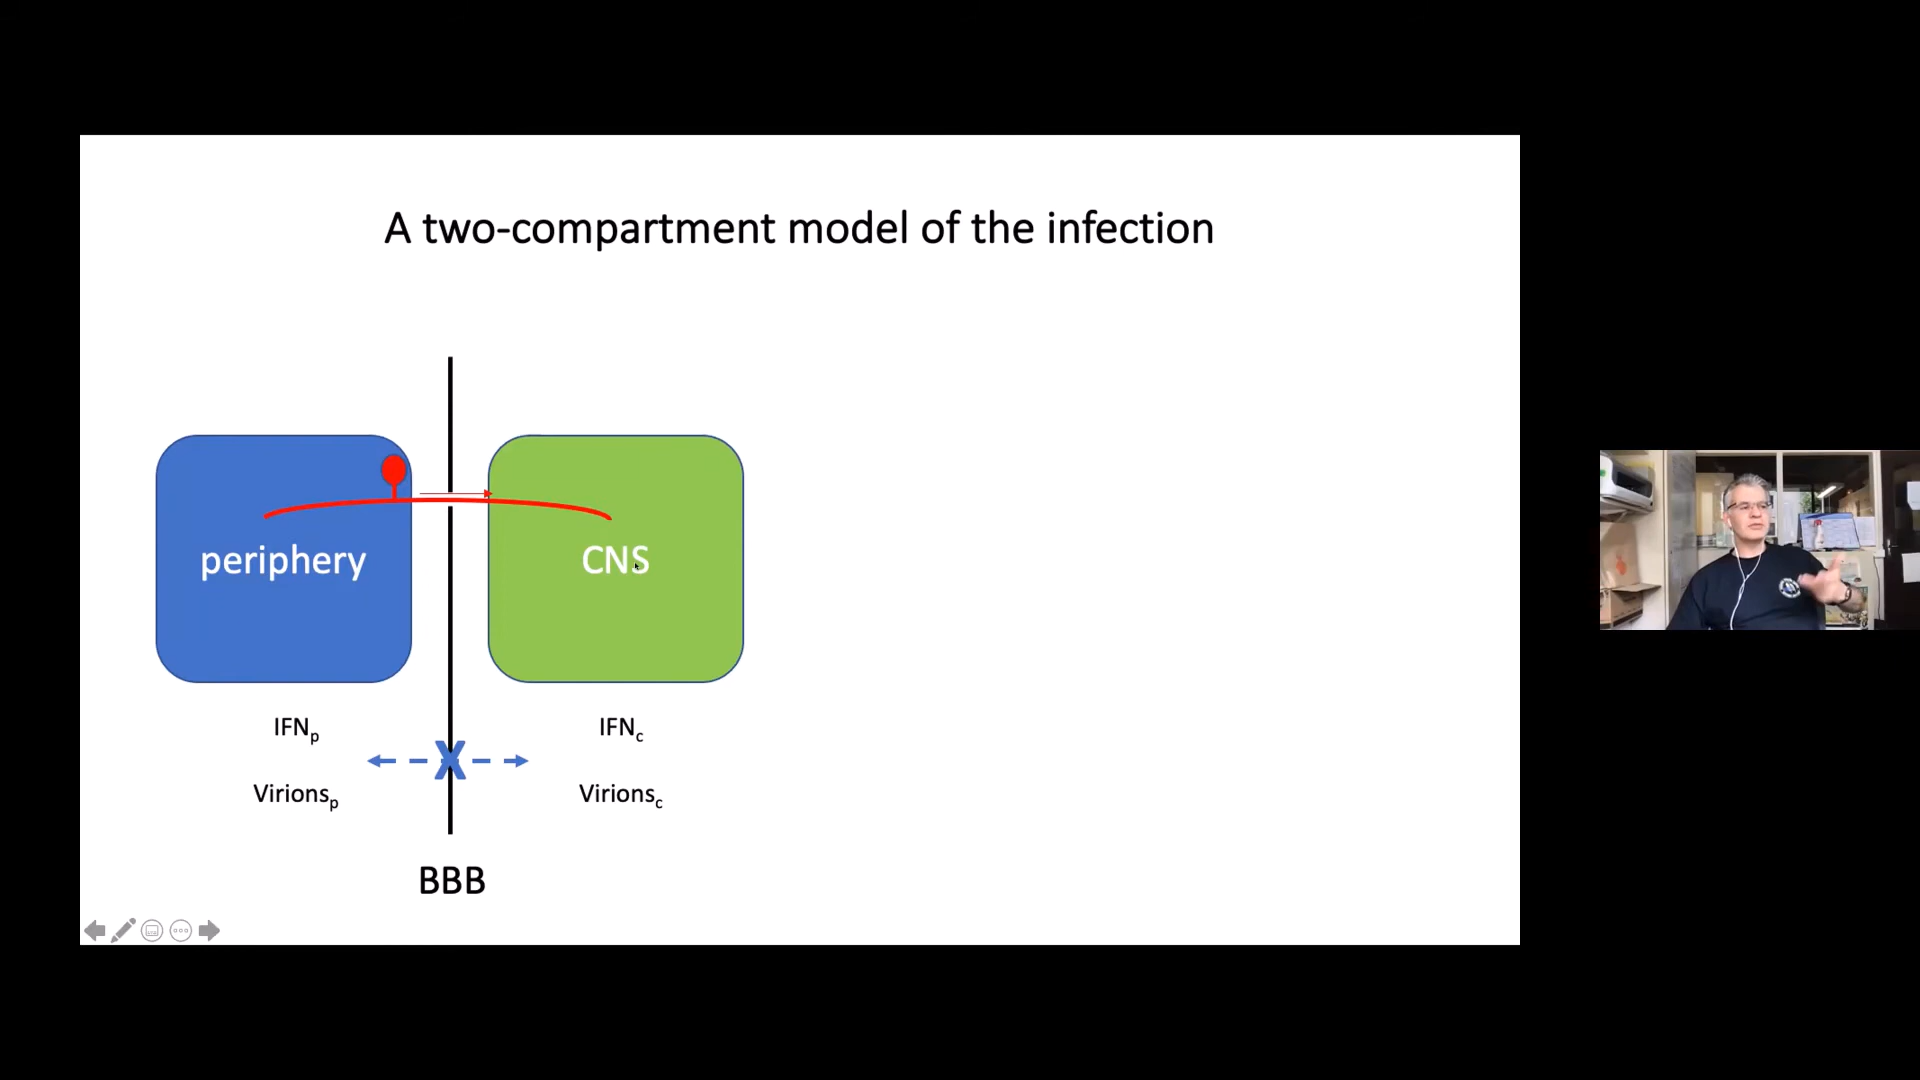 A two-compartment model of the infection
periphery
CNS
IFNp
IFNc
X
Virionsp
Virionsc
BBB